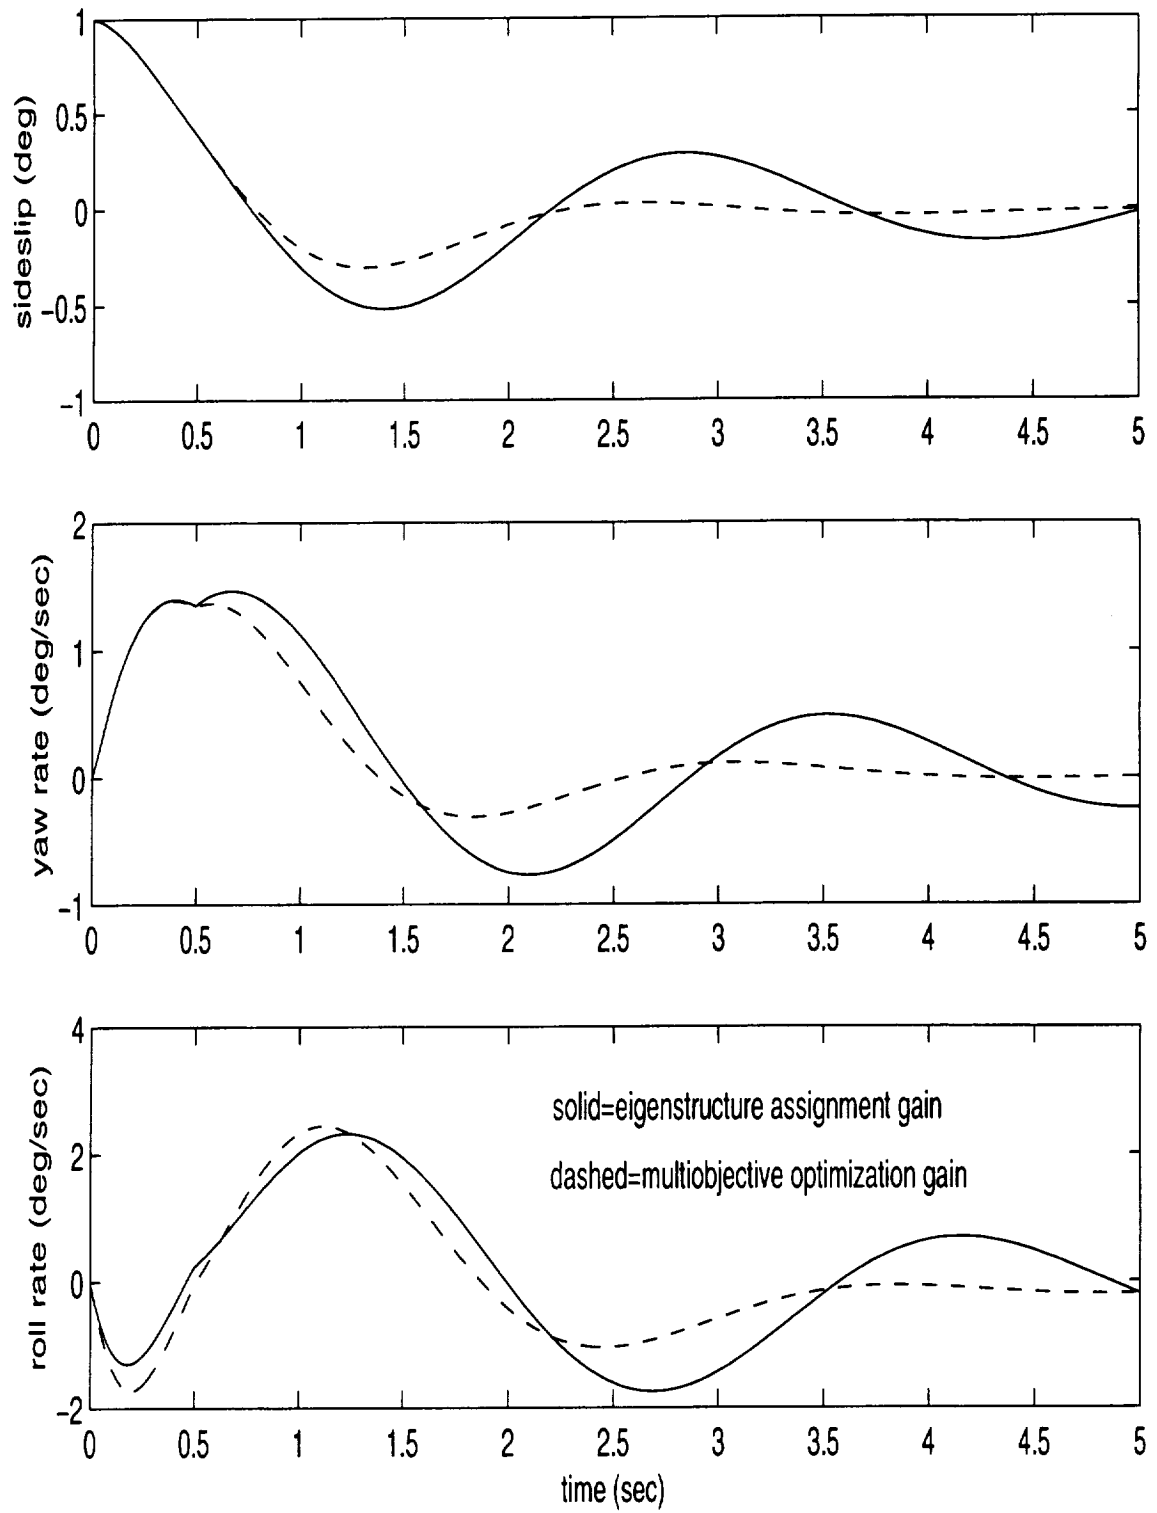 1
0.5
0
−0.5
−1
sideslip (deg)
0 0.5 1 1.5 2 2.5 3 3.5 4 4.5 5
2
1
0
−1
yaw rate (deg/sec)
0 0.5 1 1.5 2 2.5 3 3.5 4 4.5 5
4
2
0
−2
roll rate (deg/sec)
solid=eigenstructure assignment gain
dashed=multiobjective optimization gain
0 0.5 1 1.5 2 2.5 3 3.5 4 4.5 5
time (sec)